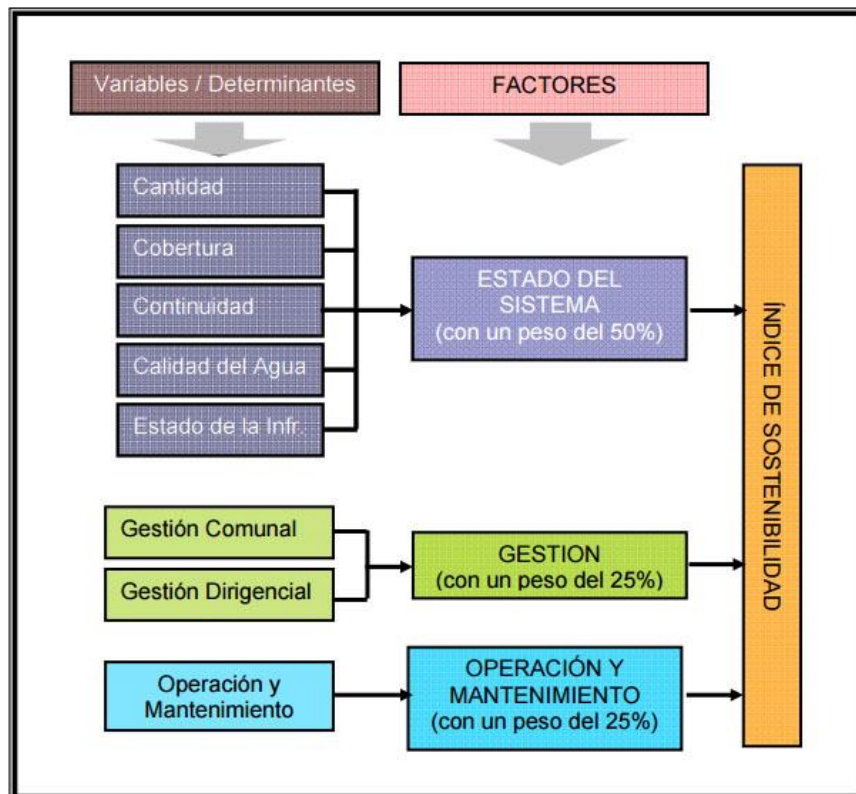 Variables / Determinantes
FACTORES
Cantidad
Cobertura
Continuidad
Calidad del Agua
Estado de la Infr.
ESTADO DEL
SISTEMA
(con un peso del 50%)
Gestión Comunal
Gestión Dirigencial
GESTION
(con un peso del 25%)
Operación y
Mantenimiento
OPERACIÓN Y
MANTENIMIENTO
(con un peso del 25%)
ÍNDICE DE SOSTENIBILIDAD